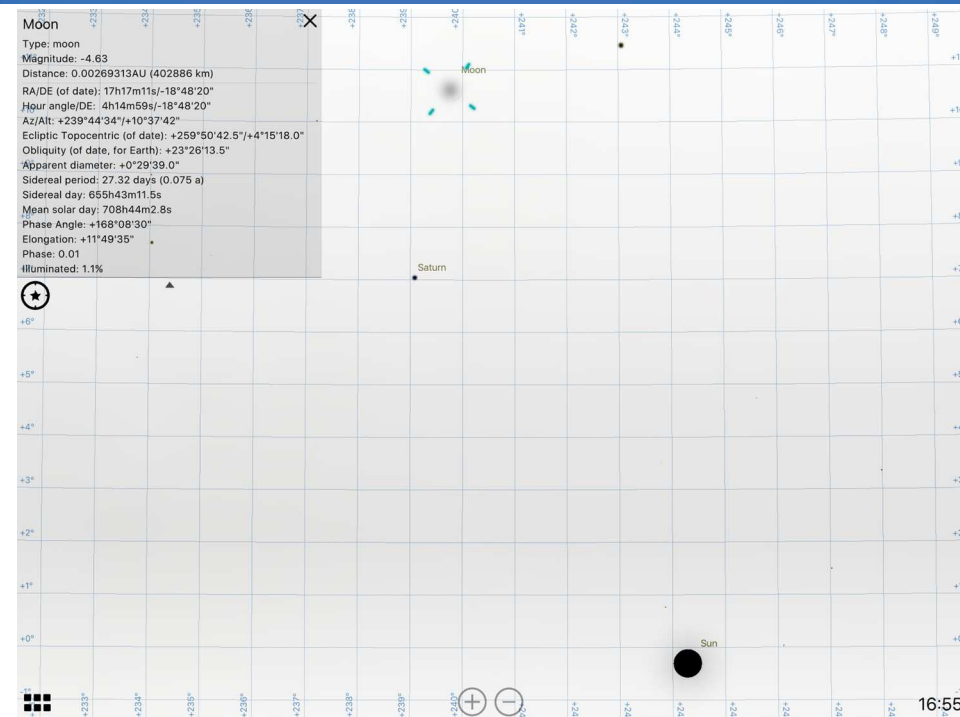 Moon
Type: moon
Magnitude: -4.63
Distance: 0.00269313AU (402886 km)
RA/DE (of date): 17h17m11s/-18°48'20"
Hour angle/DE:  4h14m59s/-18°48'20"
Az/Alt: +239°44'34"/+10°37'42"
Ecliptic Topocentric (of date): +259°50'42.5"/+4°15'18.0"
Obliquity (of date, for Earth): +23°26'13.5"
Apparent diameter: +0°29'39.0"
Sidereal period: 27.32 days (0.075 a)
Sidereal day: 655h43m11.5s
Mean solar day: 708h44m2.8s
Phase Angle: +168°08'30"
Elongation: +11°49'35"
Phase: 0.01
Illuminated: 1.1%
+241°
+242°
+243°
+244°
+245°
+246°
+247°
+248°
+249°
Moon
Saturn
+6°
+5°
+4°
+3°
+2°
+1°
+0°
Sun
-1°
+233°
+234°
+235°
+236°
+237°
+238°
+239°
+240°
16:55